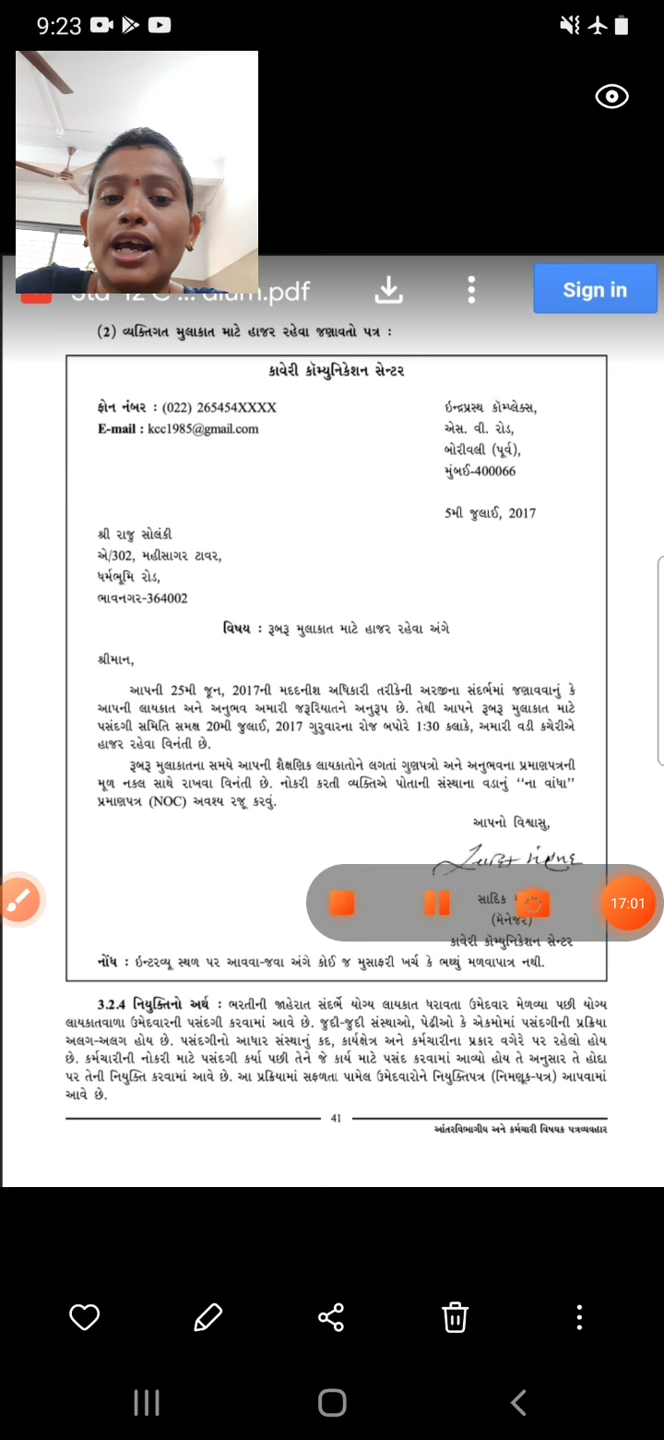 9:23
Std 12 C ... dium.pdf
Sign in
(2) વ્યક્તિગત મુલાકાત માટે હાજર રહેવા જણાવતો પત્ર :
કાવેરી કૉમ્યુનિકેશન સેન્ટર
ફોન નંબર : (022) 265454XXXX
E-mail : kcc1985@gmail.com
ઇન્દ્રપ્રસ્થ કૉમ્પ્લેક્સ,
એસ. વી. રોડ,
બોરીવલી (પૂર્વ),
મુંબઈ-400066
5મી જુલાઈ, 2017
શ્રી રાજુ સોલંકી
એ/302, મહીસાગર ટાવર,
ધર્મભૂમિ રોડ,
ભાવનગર-364002
વિષય : રૂબરૂ મુલાકાત માટે હાજર રહેવા અંગે
શ્રીમાન,
આપની 25મી જૂન, 2017ની મદદનીશ અધિકારી તરીકેની અરજીના સંદર્ભમાં જણાવવાનું કે
આપની લાયકાત અને અનુભવ અમારી જરૂરિયાતને અનુરૂપ છે. તેથી આપને રૂબરૂ મુલાકાત માટે
પસંદગી સમિતિ સમક્ષ 20મી જુલાઈ, 2017 ગુરુવારના રોજ બપોરે 1:30 કલાકે, અમારી વડી કચેરીએ
હાજર રહેવા વિનંતી છે.
રૂબરૂ મુલાકાતના સમયે આપની શૈક્ષણિક લાયકાતોને લગતાં ગુણપત્રો અને અનુભવના પ્રમાણપત્રની
મૂળ નકલ સાથે રાખવા વિનંતી છે. નોકરી કરતી વ્યક્તિએ પોતાની સંસ્થાના વડાનું ‘‘ના વાંધા’’
પ્રમાણપત્ર (NOC) અવશ્ય રજૂ કરવું.
આપનો વિશ્વાસુ,
સાદિક
(મેનેજર)
કાવેરી કૉમ્યુનિકેશન સેન્ટર
17:01
નોંધ : ઇન્ટરવ્યૂ સ્થળ પર આવવા-જવા અંગે કોઈ જ મુસાફરી ખર્ચ કે ભથ્થું મળવાપાત્ર નથી.
3.2.4 નિયુક્તિનો અર્થ : ભરતીની જાહેરાત સંદર્ભે યોગ્ય લાયકાત ધરાવતા ઉમેદવાર મેળવ્યા પછી યોગ્ય
લાયકાતવાળા ઉમેદવારની પસંદગી કરવામાં આવે છે. જુદી-જુદી સંસ્થાઓ, પેઢીઓ કે એકમોમાં પસંદગીની પ્રક્રિયા
અલગ-અલગ હોય છે. પસંદગીનો આધાર સંસ્થાનું કદ, કાર્યક્ષેત્ર અને કર્મચારીના પ્રકાર વગેરે પર રહેલો હોય
છે. કર્મચારીની નોકરી માટે પસંદગી કર્યા પછી તેને જે કાર્ય માટે પસંદ કરવામાં આવ્યો હોય તે અનુસાર તે હોદ્દા
પર તેની નિયુક્તિ કરવામાં આવે છે. આ પ્રક્રિયામાં સફળતા પામેલ ઉમેદવારોને નિયુક્તિપત્ર (નિમણૂક-પત્ર) આપવામાં
આવે છે.
41
આંતરવિભાગીય અને કર્મચારી વિષયક પત્રવ્યવહાર